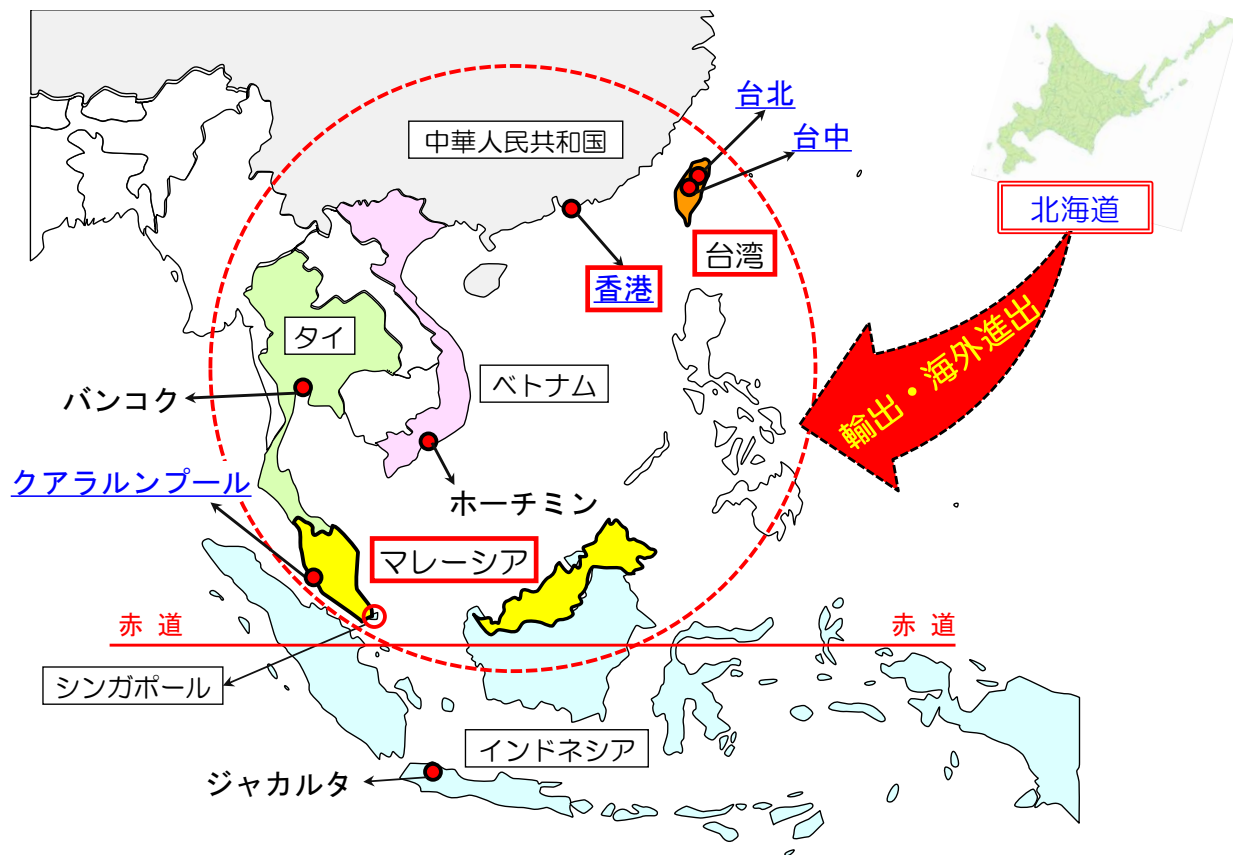 台北
台中
中華人民共和国
北海道
台湾
香港
タイ
輸出・海外進出
ベトナム
バンコク
クアラルンプール
ホーチミン
マレーシア
赤 道
赤 道
シンガポール
インドネシア
ジャカルタ